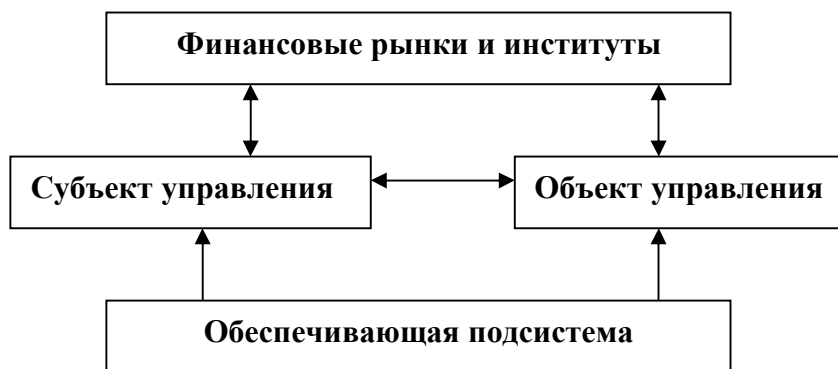 Финансовые рынки и институты
Субъект управления
Объект управления
Обеспечивающая подсистема